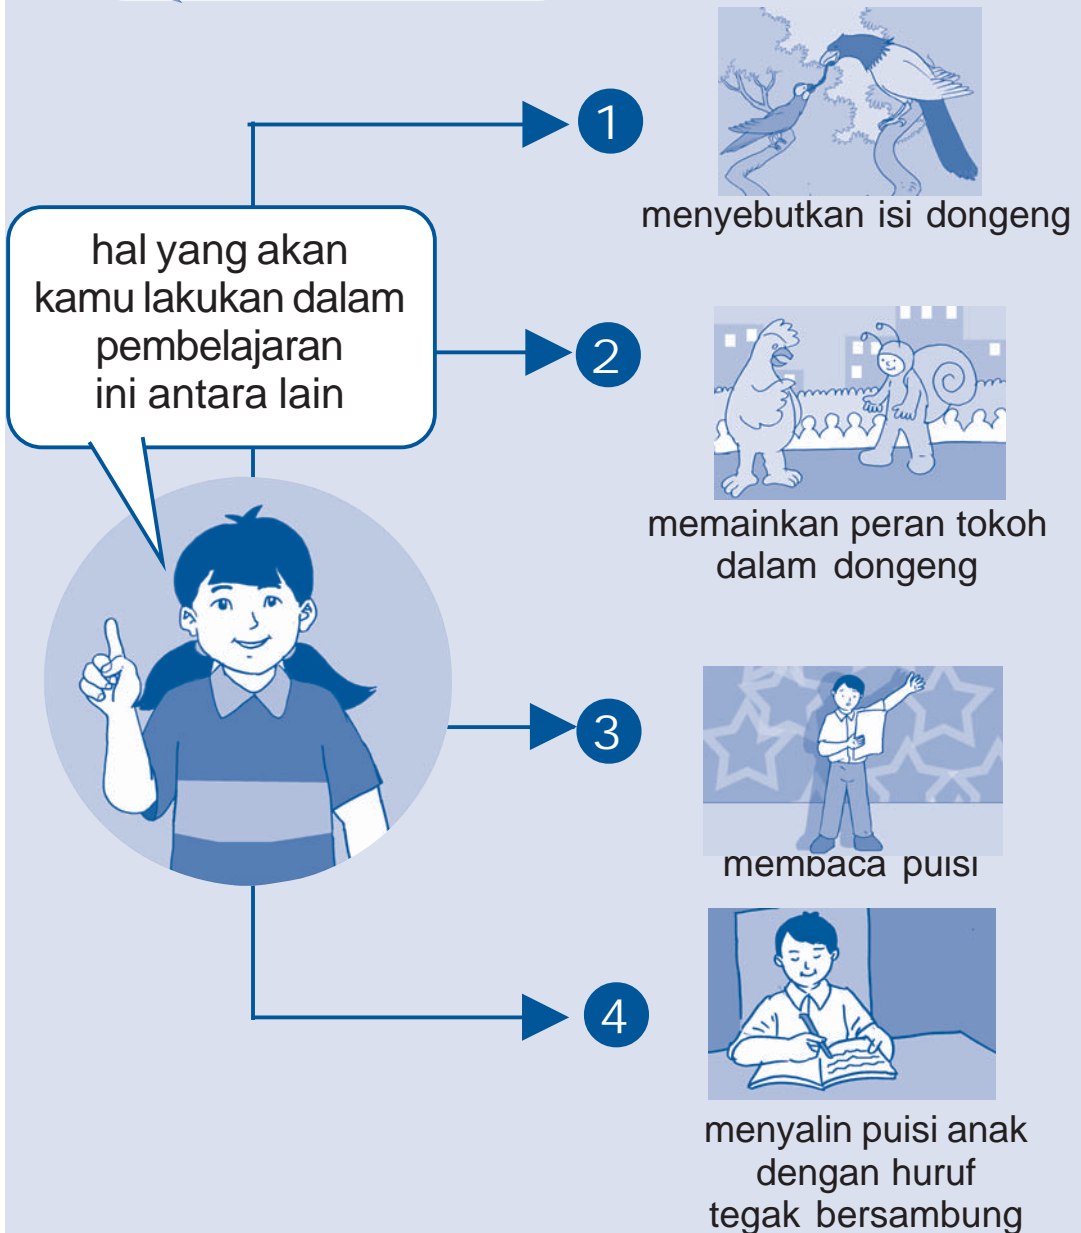 hal yang akan
kamu lakukan dalam
pembelajaran
ini antara lain
1
menyebutkan isi dongeng
2
memainkan peran tokoh
dalam dongeng
3
membaca puisi
4
menyalin puisi anak
dengan huruf
tegak bersambung